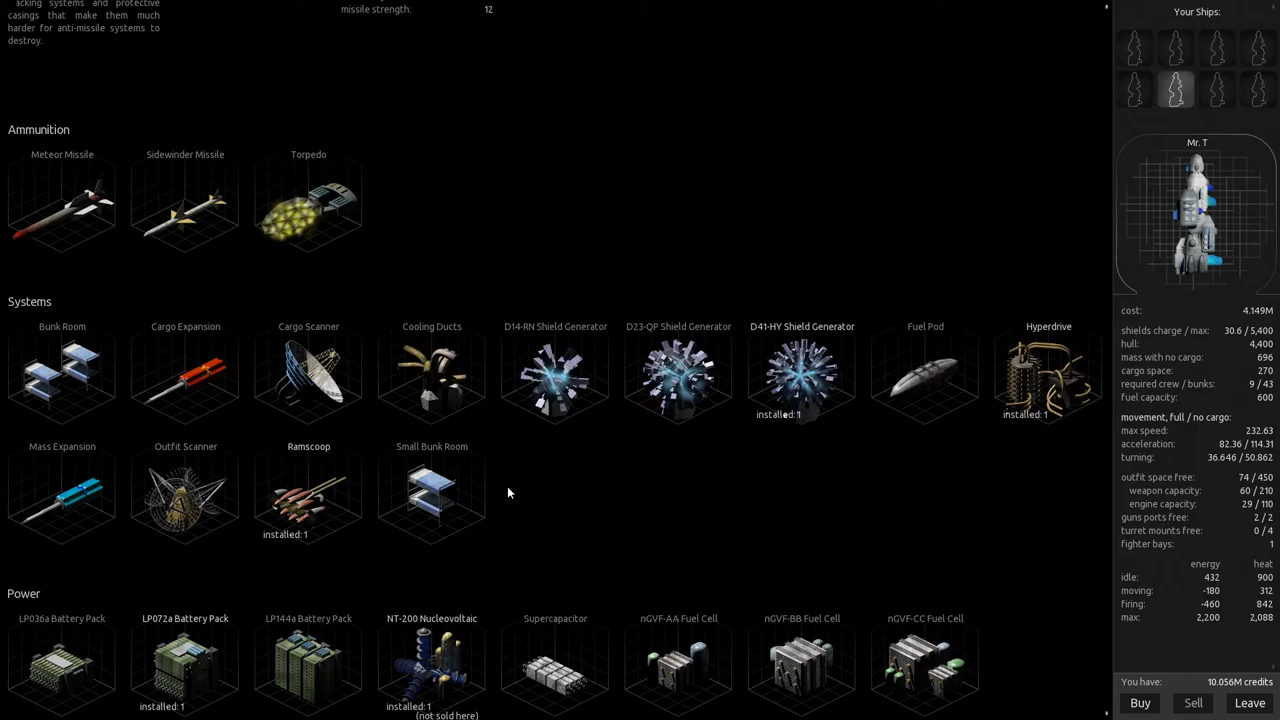 acking systems and protective
casings that make them much
harder for anti-missile systems to
destroy.
missile strength: 12
Ammunition
Meteor Missile
Sidewinder Missile
Torpedo
Systems
Bunk Room
Cargo Expansion
Cargo Scanner
Cooling Ducts
D14-RN Shield Generator
D23-QP Shield Generator
D41-HY Shield Generator
installed: 1
Fuel Pod
Hyperdrive
installed: 1
Mass Expansion
Outfit Scanner
Ramscoop
installed: 1
Small Bunk Room
Power
LP036a Battery Pack
LP072a Battery Pack
installed: 1
LP144a Battery Pack
NT-200 Nucleovoltaic
installed: 1
(not sold here)
Supercapacitor
nGVF-AA Fuel Cell
nGVF-BB Fuel Cell
nGVF-CC Fuel Cell
Your Ships:
Mr. T
cost: 4.149M
shields charge / max: 30.6 / 5,400
hull: 4,400
mass with no cargo: 696
cargo space: 270
required crew / bunks: 9 / 43
fuel capacity: 600
movement, full / no cargo:
max speed: 232.63
acceleration: 82.36 / 114.31
turning: 36.646 / 50.862
outfit space free: 74 / 450
weapon capacity: 60 / 210
engine capacity: 29 / 110
guns ports free: 2 / 2
turret mounts free: 0 / 4
fighter bays: 1
energy heat
idle: 432 900
moving: -180 312
firing: -460 842
max: 2,200 2,088
You have: 10.056M credits
Buy Sell Leave